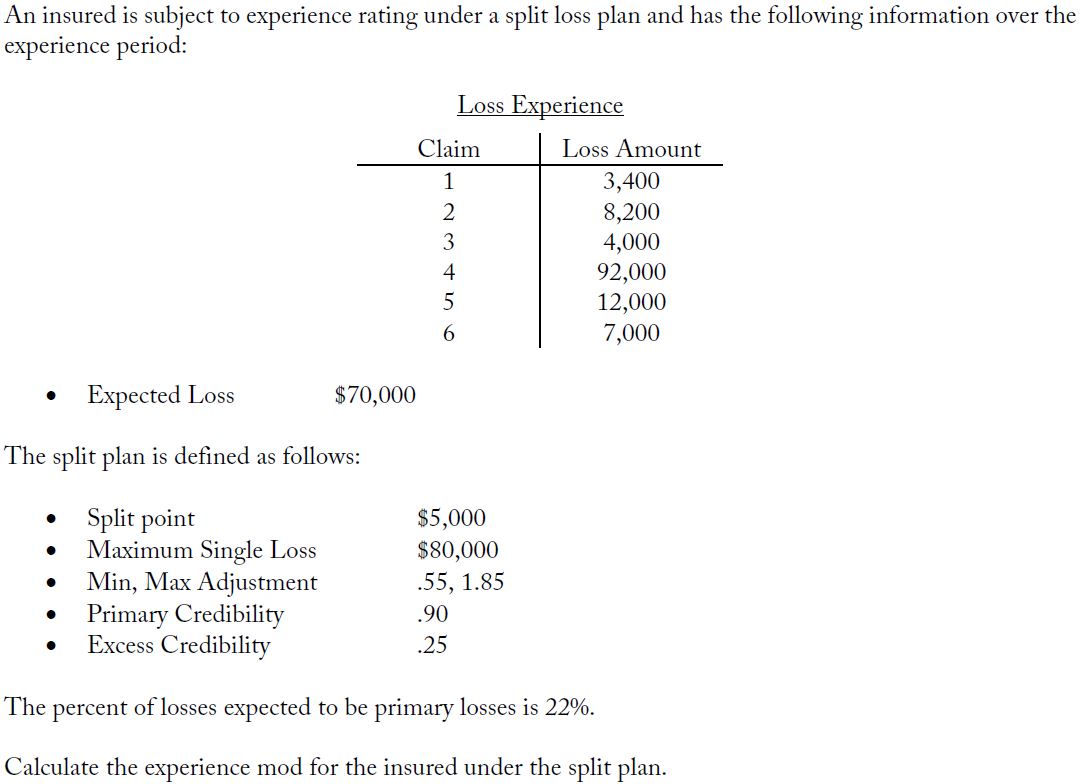 An insured is subject to experience rating under a split loss plan and has the following information over the
experience period:
Loss Experience
Claim Loss Amount
1 3,400
2 8,200
3 4,000
4 92,000
5 12,000
6 7,000
• Expected Loss $70,000
The split plan is defined as follows:
• Split point $5,000
• Maximum Single Loss $80,000
• Min, Max Adjustment .55, 1.85
• Primary Credibility .90
• Excess Credibility .25
The percent of losses expected to be primary losses is 22%.
Calculate the experience mod for the insured under the split plan.